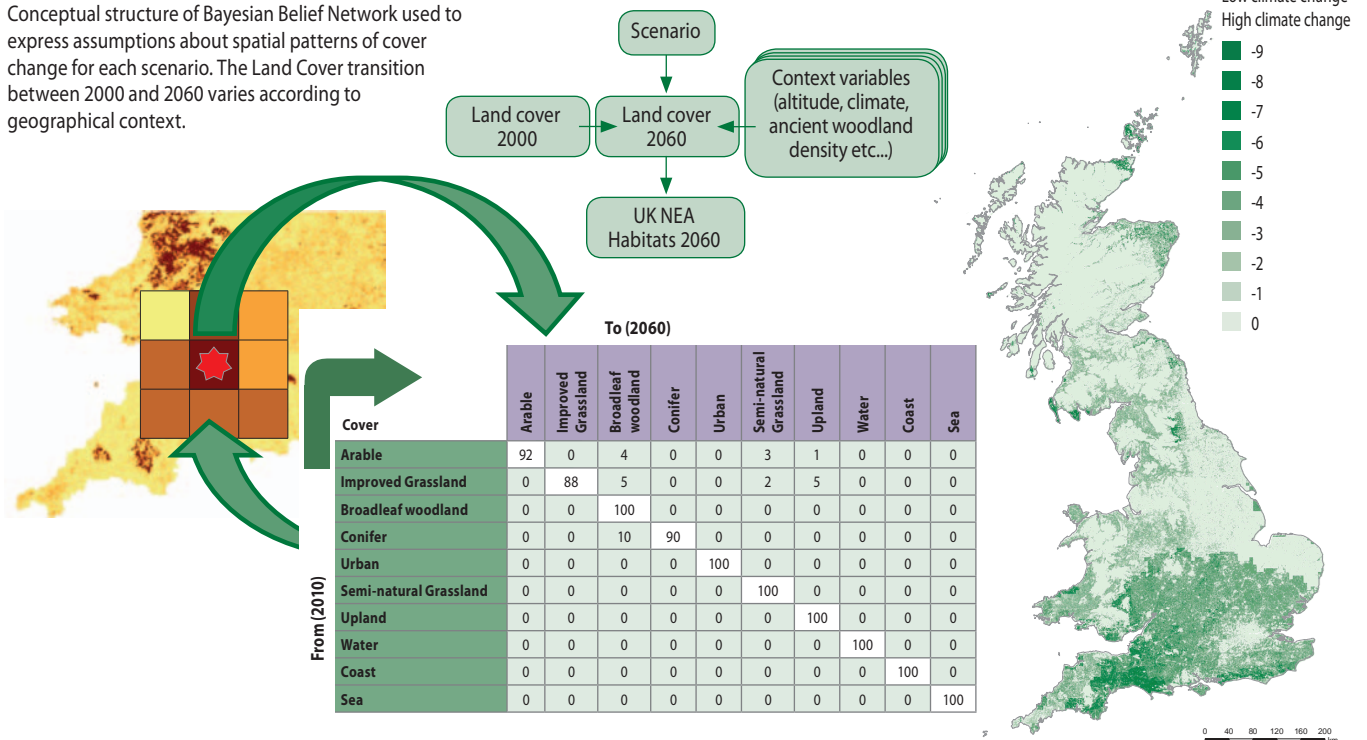 Conceptual structure of Bayesian Belief Network used to
express assumptions about spatial patterns of cover
change for each scenario. The Land Cover transition
between 2000 and 2060 varies according to
geographical context.
Scenario
Land cover
2000
Land cover
2060
Context variables
(altitude, climate,
ancient woodland
density etc...)
UK NEA
Habitats 2060
To (2060)
From (2010)
Cover Arable Improved Grassland Broadleaf woodland Conifer Urban Semi-natural Grassland Upland Water Coast Sea
Arable 92 0 4 0 0 3 1 0 0 0
Improved Grassland 0 88 5 0 0 2 5 0 0 0
Broadleaf woodland 0 0 100 0 0 0 0 0 0 0
Conifer 0 0 10 90 0 0 0 0 0 0
Urban 0 0 0 0 100 0 0 0 0 0
Semi-natural Grassland 0 0 0 0 0 100 0 0 0 0
Upland 0 0 0 0 0 0 100 0 0 0
Water 0 0 0 0 0 0 0 100 0 0
Coast 0 0 0 0 0 0 0 0 100 0
Sea 0 0 0 0 0 0 0 0 0 100
Low climate change
High climate change
-9
-8
-7
-6
-5
-4
-3
-2
-1
0
0 40 80 120 160 200
km